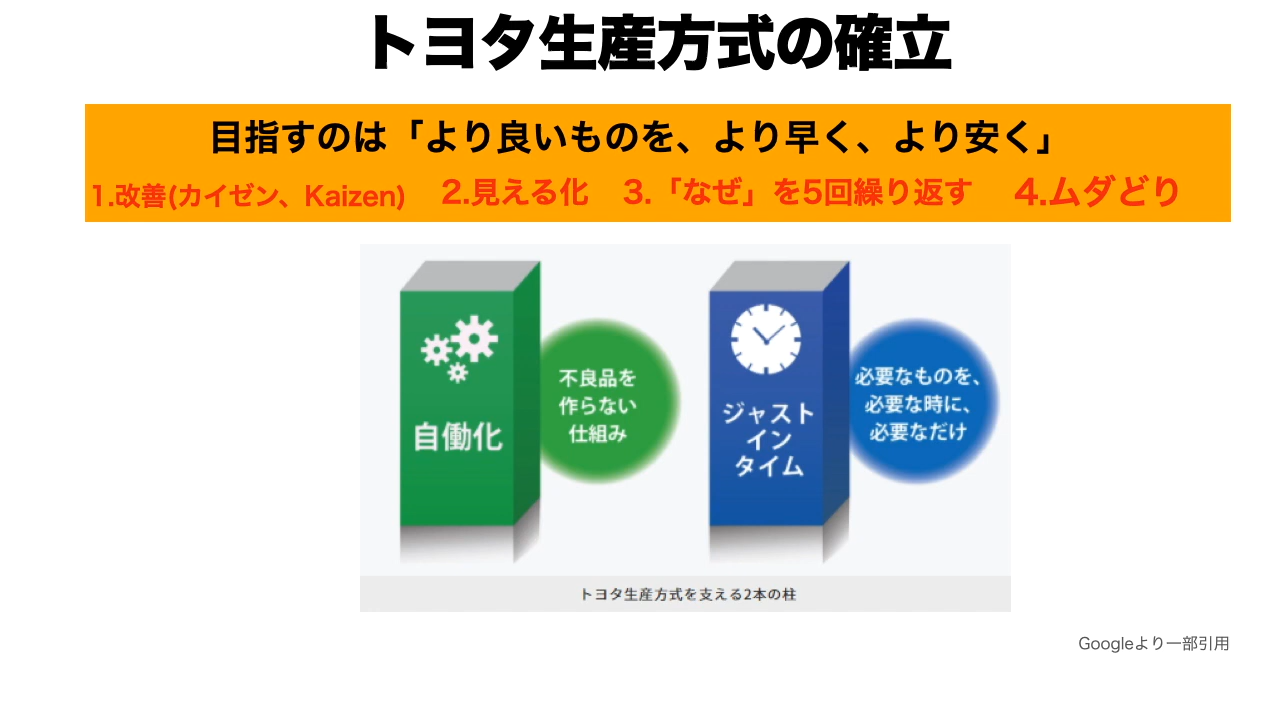 トヨタ生産方式の確立
目指すのは「より良いものを、より早く、より安く」
1.改善(カイゼン、Kaizen) 2.見える化 3.「なぜ」を5回繰り返す 4.ムダどり
自働化
不良品を
作らない
仕組み
ジャスト
イン
タイム
必要なものを、
必要な時に、
必要なだけ
トヨタ生産方式を支える2本の柱
Googleより一部引用